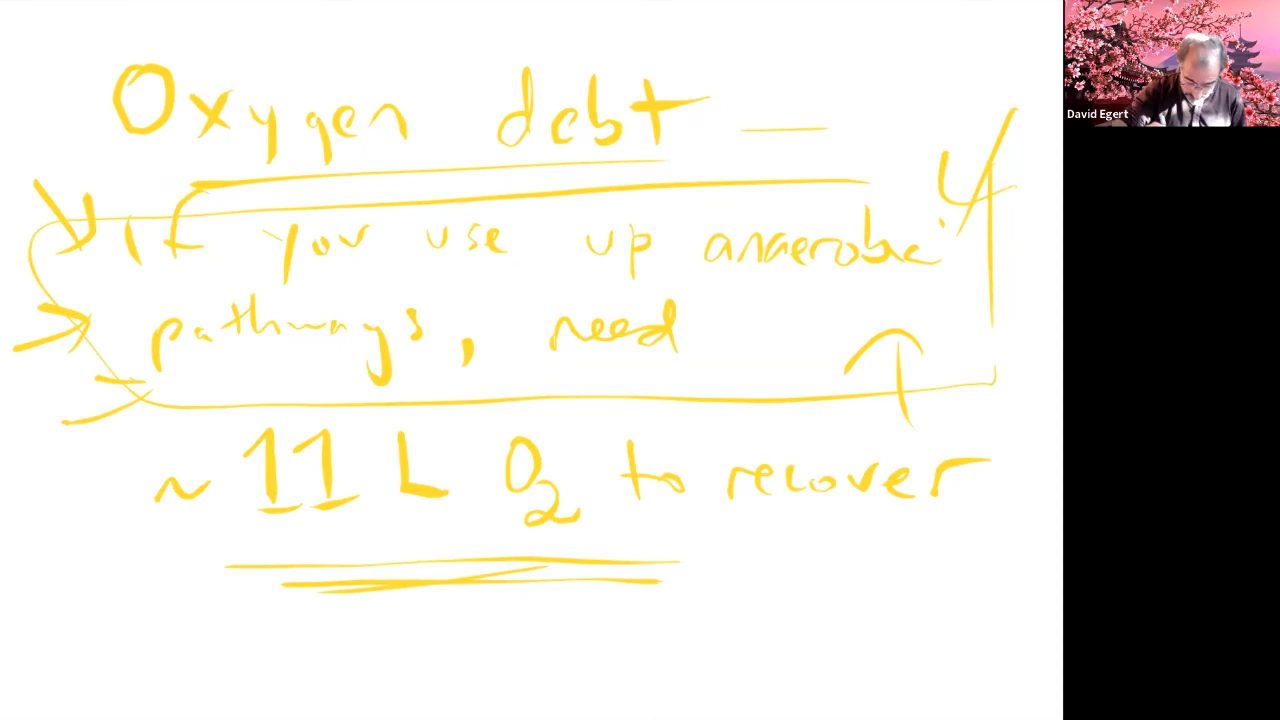 Oxygen debt —
If you use up anaerobic
pathways, need
~ 11 L O₂ to recover
David Egert